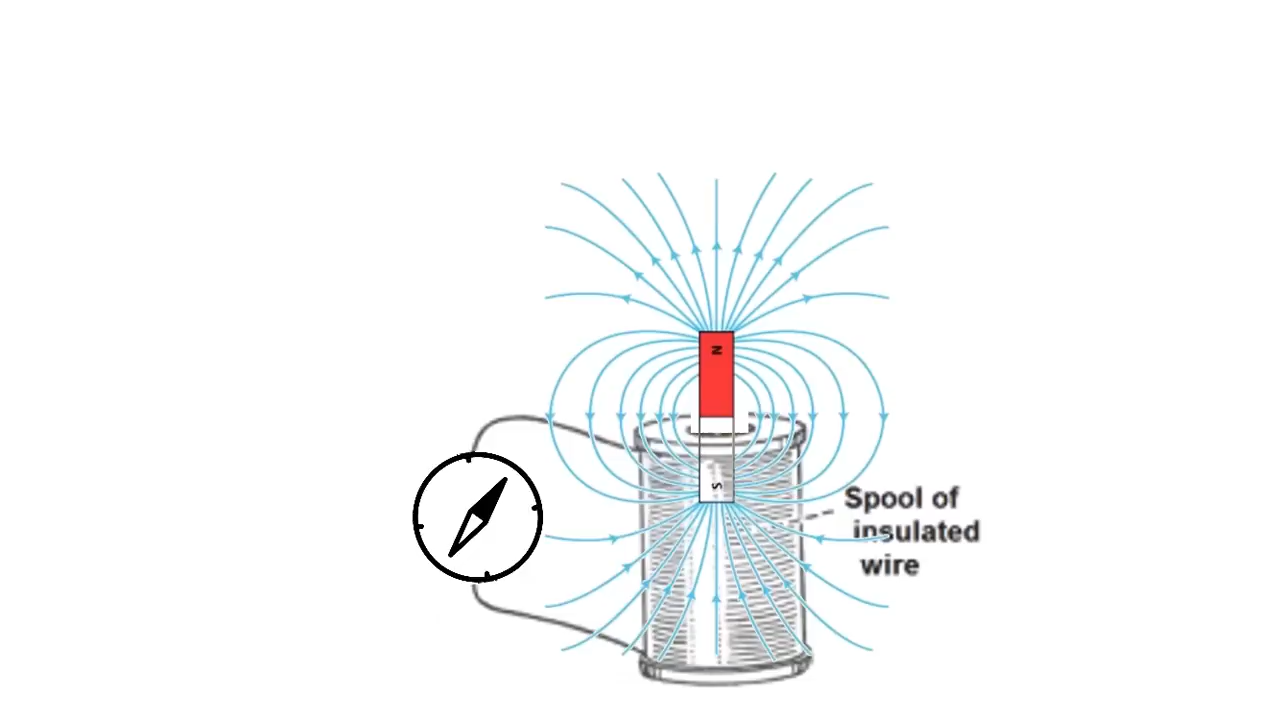 N
S
Spool of
insulated
wire